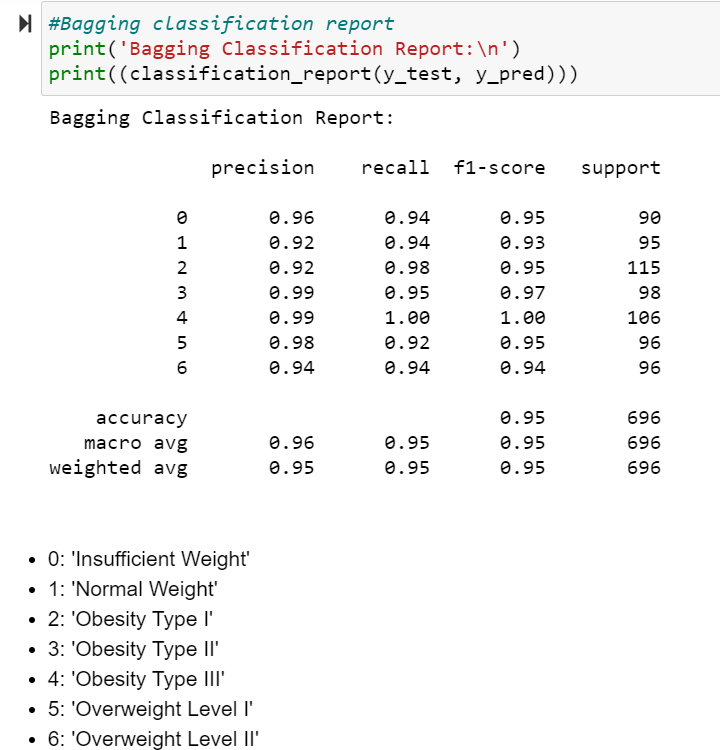 #Bagging classification report
print('Bagging Classification Report:\n')
print((classification_report(y_test, y_pred)))
Bagging Classification Report:
precision recall f1-score support
0 0.96 0.94 0.95 90
1 0.92 0.94 0.93 95
2 0.92 0.98 0.95 115
3 0.99 0.95 0.97 98
4 0.99 1.00 1.00 106
5 0.98 0.92 0.95 96
6 0.94 0.94 0.94 96
accuracy 0.95 696
macro avg 0.96 0.95 0.95 696
weighted avg 0.95 0.95 0.95 696
• 0: 'Insufficient Weight'
• 1: 'Normal Weight'
• 2: 'Obesity Type I'
• 3: 'Obesity Type II'
• 4: 'Obesity Type III'
• 5: 'Overweight Level I'
• 6: 'Overweight Level II'